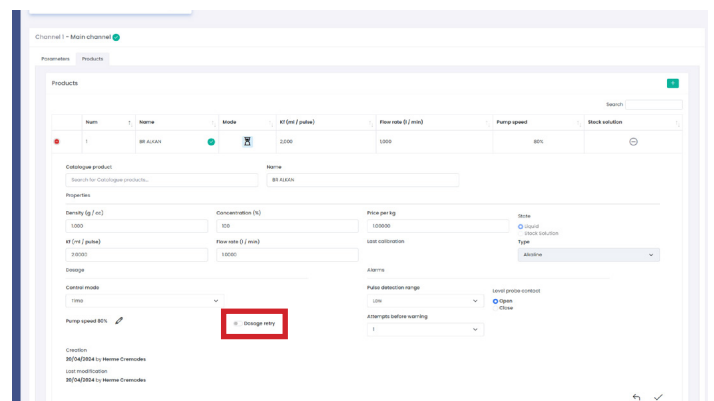 Channel 1 - Main channel
Parameters Products
Products
+
Search
Num Name Mode Kf (ml / pulse) Flow rate (l / min) Pump speed Stock solution
1 BR ALKAN 2,000 1,000 80%
Catalogue product Name
Search for Catalogue products... BR ALKAN
Properties
Density (g / cc) Concentration (%) Price per kg State
1.000 100 1.00000 Liquid
Stock Solution
Kf (ml / pulse) Flow rate (l / min) Last calibration Type
2.0000 1.0000 Alkaline
Dosage Alarms
Control mode Pulse detection range Level probe contact
Time Low Open
Close
Pump speed 80% Dosage retry Attempts before warning
1
Creation
30/04/2024 by Herme Cremades
Last modification
30/04/2024 by Herme Cremades